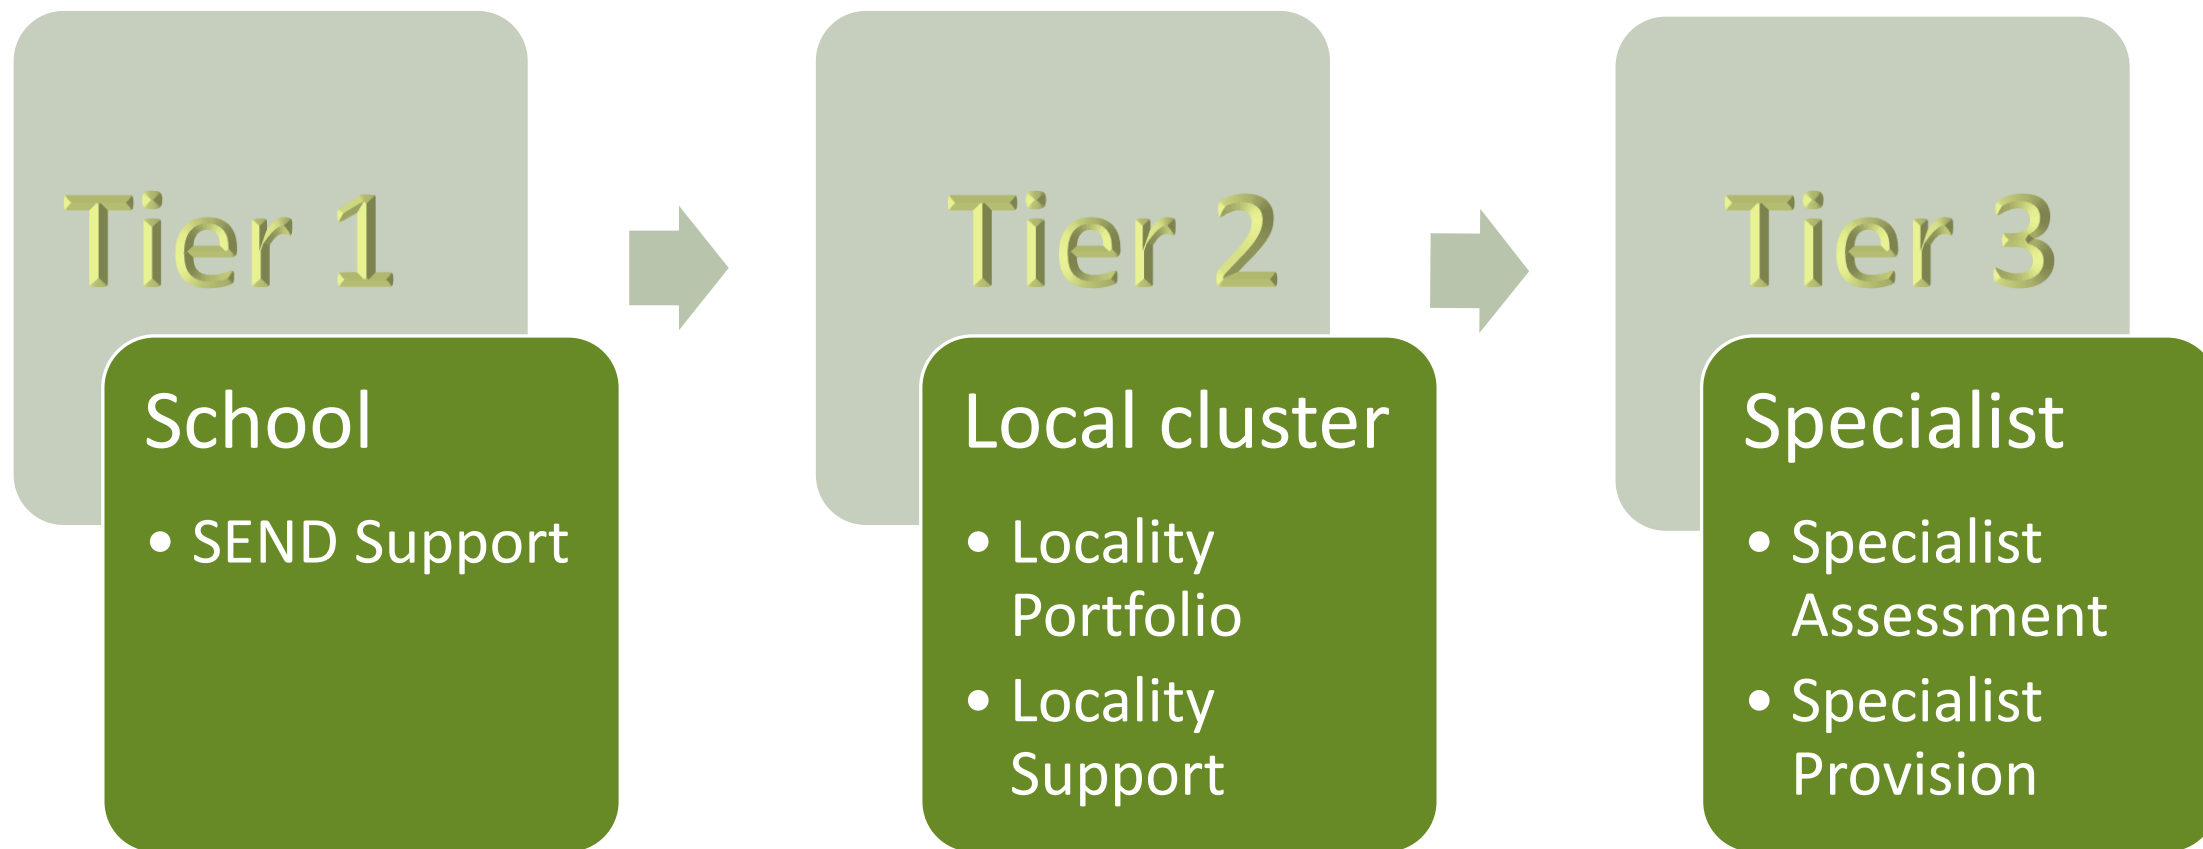 Tier 1
School
• SEND Support
Tier 2
Local cluster
• Locality
Portfolio
• Locality
Support
Tier 3
Specialist
• Specialist
Assessment
• Specialist
Provision